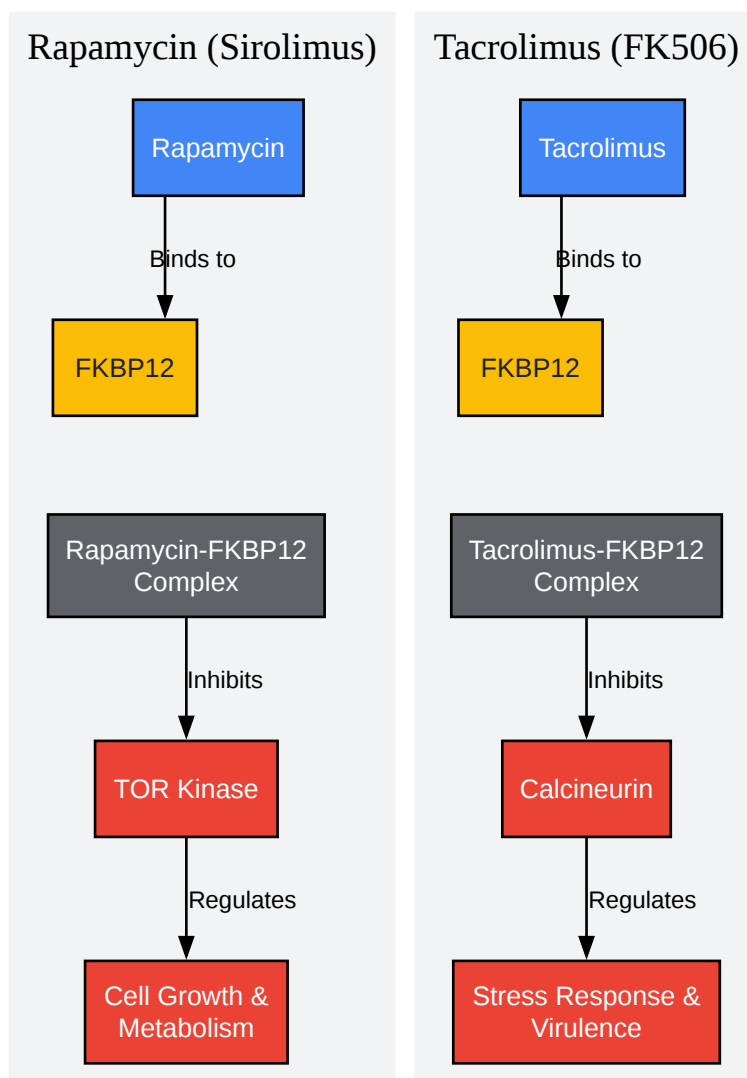 Rapamycin (Sirolimus)
Rapamycin
Binds to
FKBP12
Rapamycin-FKBP12
Complex
Inhibits
TOR Kinase
Regulates
Cell Growth &
Metabolism
Tacrolimus (FK506)
Tacrolimus
Binds to
FKBP12
Tacrolimus-FKBP12
Complex
Inhibits
Calcineurin
Regulates
Stress Response &
Virulence